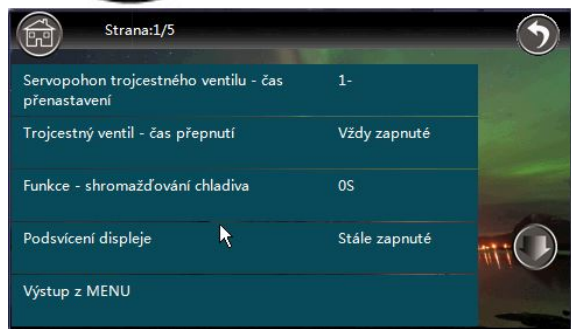 Strana:1/5
Servopohon trojcestného ventilu - čas 1-
přenastavení
Trojcestný ventil - čas přepnutí Vždy zapnuté
Funkce - shromažďování chladiva 0S
Podsvícení displeje Stále zapnuté
Výstup z MENU